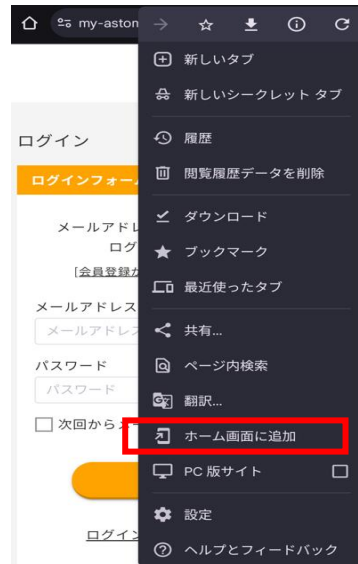 my-aston
新しいタブ
新しいシークレット タブ
ログイン
履歴
ログインフォー
閲覧履歴データを削除
メールアドレ
ダウンロード
ログ
ブックマーク
[会員登録が
最近使ったタブ
メールアドレス
メールアドレス
共有...
パスワード
ページ内検索
パスワード
翻訳...
次回から
ホーム画面に追加
PC 版サイト
設定
ログイン
ヘルプとフィードバック